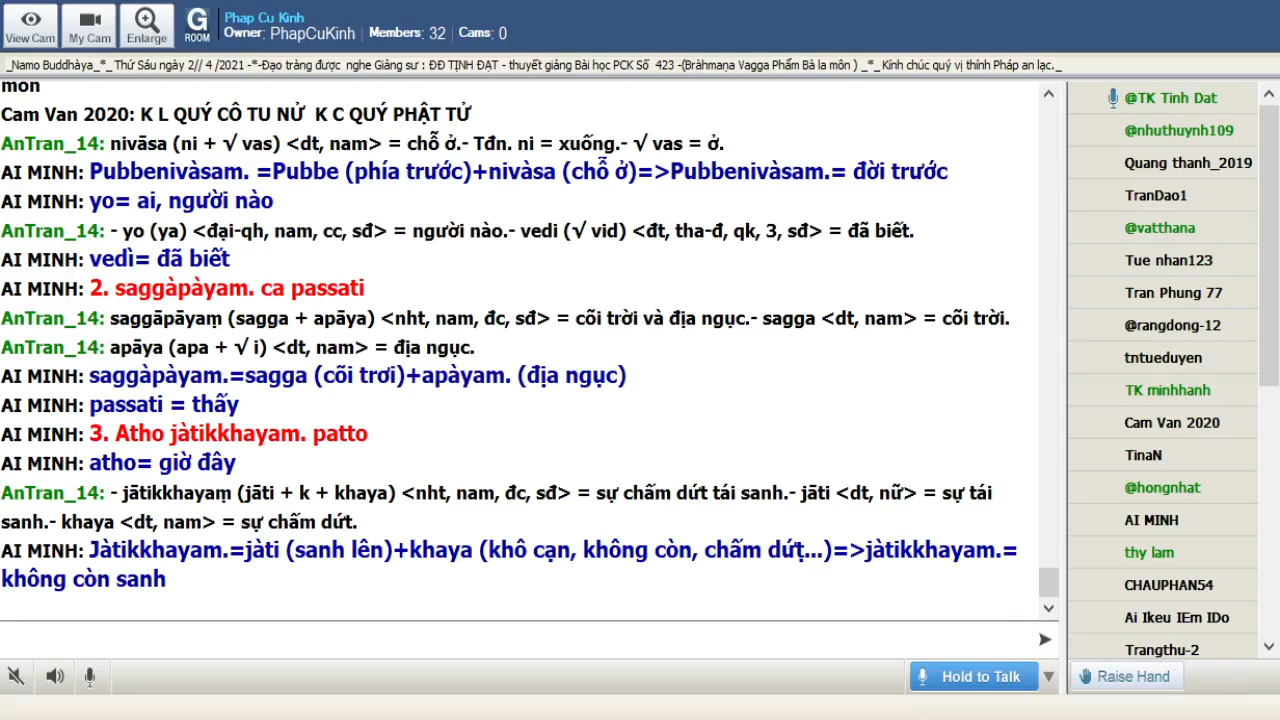 View Cam
My Cam
Enlarge
G
ROOM
Phap Cu Kinh
Owner: PhapCuKinh | Members: 32 | Cams: 0
_Namo Buddhàya_*_ Thứ Sáu ngày 2// 4 /2021 -*-Đạo tràng được nghe Giảng sư : ĐĐ TỊNH ĐẠT - thuyết giảng Bài học PCK Số 423 -(Bràhmaṇa Vagga Phẩm Bà la môn ) _*_Kính chúc quý vị thính Pháp an lạc._
môn
Cam Van 2020: K L QUÝ CÔ TU NỬ K C QUÝ PHẬT TỬ
AnTran_14: nivāsa (ni + √ vas) <dt, nam> = chỗ ở.- Tđn. ni = xuống.- √ vas = ở.
AI MINH: Pubbenivàsam. =Pubbe (phía trước)+nivàsa (chỗ ở)=>Pubbenivàsam.= đời trước
AI MINH: yo= ai, người nào
AnTran_14: - yo (ya) <đại-qh, nam, cc, sđ> = người nào.- vedi (√ vid) <đt, tha-đ, qk, 3, sđ> = đã biết.
AI MINH: vedì= đã biết
AI MINH: 2. saggàpàyam. ca passati
AnTran_14: saggāpāyaṃ (sagga + apāya) <nht, nam, đc, sđ> = cõi trời và địa ngục.- sagga <dt, nam> = cõi trời.
AnTran_14: apāya (apa + √ i) <dt, nam> = địa ngục.
AI MINH: saggàpàyam.=sagga (cõi trơi)+apàyam. (địa ngục)
AI MINH: passati = thấy
AI MINH: 3. Atho jàtikkhayam. patto
AI MINH: atho= giờ đây
AnTran_14: - jātikkhayaṃ (jāti + k + khaya) <nht, nam, đc, sđ> = sự chấm dứt tái sanh.- jāti <dt, nữ> = sự tái
sanh.- khaya <dt, nam> = sự chấm dứt.
AI MINH: Jàtikkhayam.=jàti (sanh lên)+khaya (khô cạn, không còn, chấm dứt...)=>jàtikkhayam.=
không còn sanh
Hold to Talk
@TK Tinh Dat
@nhuthuynh109
Quang thanh_2019
TranDao1
@vatthana
Tue nhan123
Tran Phung 77
@rangdong-12
tntueduyen
TK minhhanh
Cam Van 2020
TinaN
@hongnhat
AI MINH
thy lam
CHAUPHAN54
Ai Ikeu IEm IDo
Trangthu-2
Raise Hand